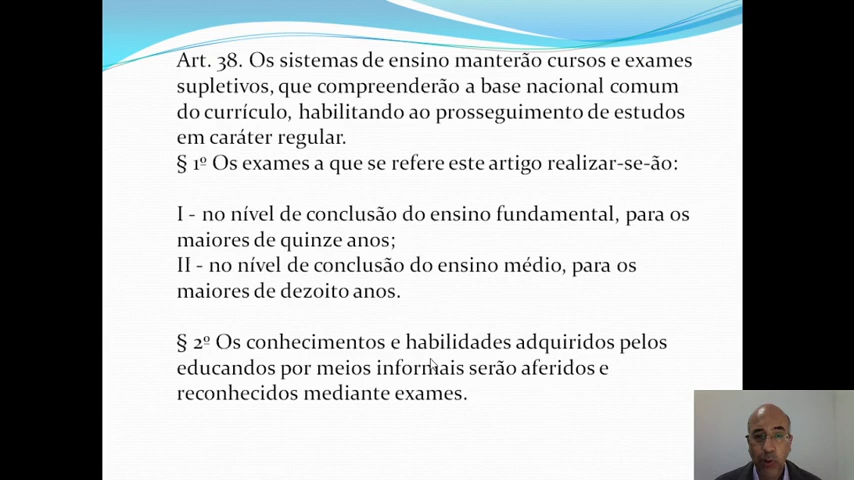 Art. 38. Os sistemas de ensino manterão cursos e exames
supletivos, que compreenderão a base nacional comum
do currículo, habilitando ao prosseguimento de estudos
em caráter regular.
§ 1º Os exames a que se refere este artigo realizar-se-ão:
I - no nível de conclusão do ensino fundamental, para os
maiores de quinze anos;
II - no nível de conclusão do ensino médio, para os
maiores de dezoito anos.
§ 2º Os conhecimentos e habilidades adquiridos pelos
educandos por meios informais serão aferidos e
reconhecidos mediante exames.